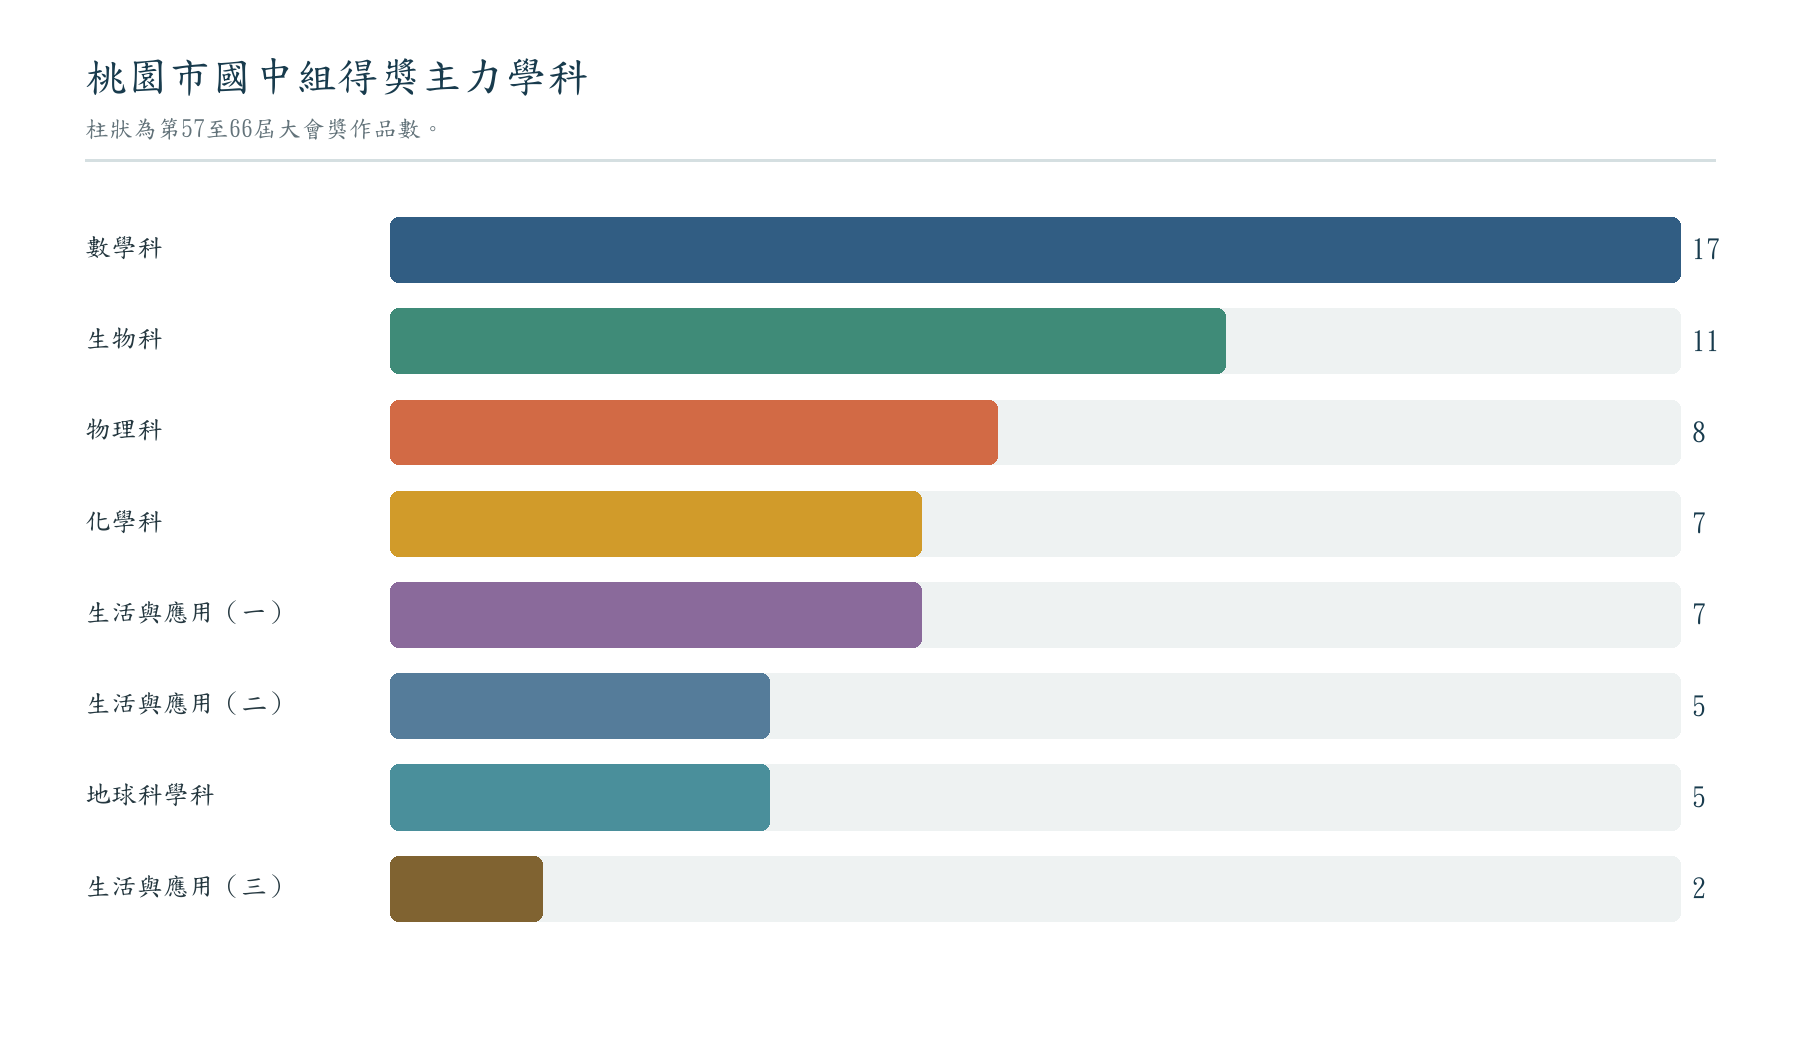 桃園市國中組得獎主力學科
柱狀為第57至66屆大會獎作品數。
數學科 17
生物科 11
物理科 8
化學科 7
生活與應用（一） 7
生活與應用（二） 5
地球科學科 5
生活與應用（三） 2